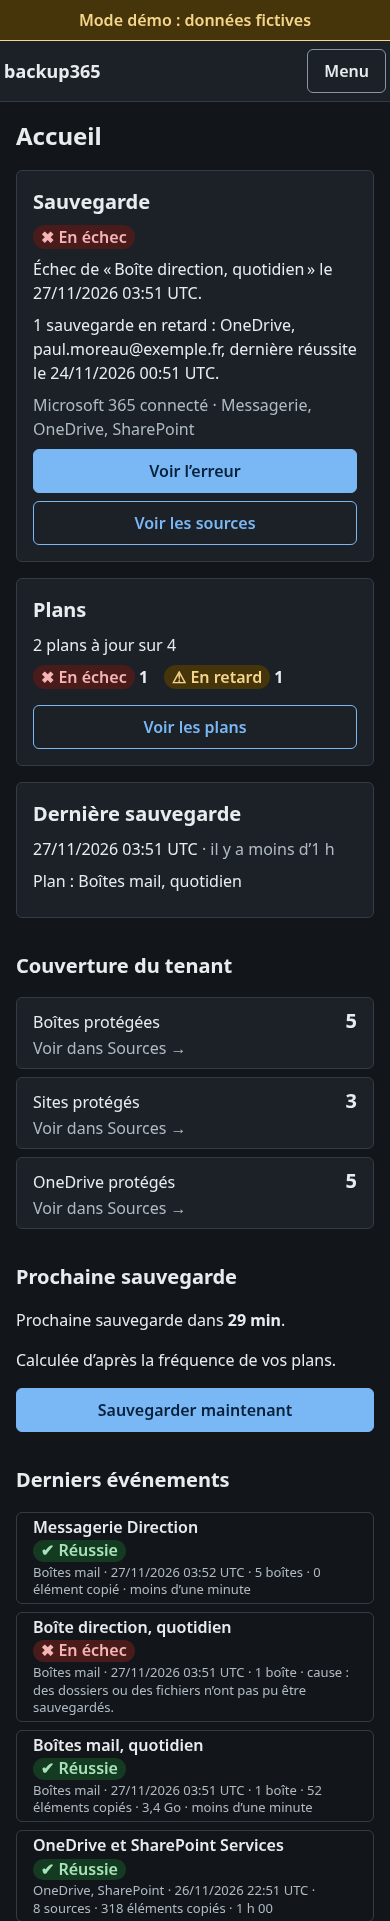 Mode démo : données fictives
backup365
Menu
Accueil
Sauvegarde
✖ En échec
Échec de « Boîte direction, quotidien » le
27/11/2026 03:51 UTC.
1 sauvegarde en retard : OneDrive,
paul.moreau@exemple.fr, dernière réussite
le 24/11/2026 00:51 UTC.
Microsoft 365 connecté · Messagerie,
OneDrive, SharePoint
Voir l’erreur
Voir les sources
Plans
2 plans à jour sur 4
✖ En échec 1 ⚠ En retard 1
Voir les plans
Dernière sauvegarde
27/11/2026 03:51 UTC · il y a moins d’1 h
Plan : Boîtes mail, quotidien
Couverture du tenant
Boîtes protégées 5
Voir dans Sources →
Sites protégés 3
Voir dans Sources →
OneDrive protégés 5
Voir dans Sources →
Prochaine sauvegarde
Prochaine sauvegarde dans 29 min.
Calculée d’après la fréquence de vos plans.
Sauvegarder maintenant
Derniers événements
Messagerie Direction
✔ Réussie
Boîtes mail · 27/11/2026 03:52 UTC · 5 boîtes · 0
élément copié · moins d’une minute
Boîte direction, quotidien
✖ En échec
Boîtes mail · 27/11/2026 03:51 UTC · 1 boîte · cause :
des dossiers ou des fichiers n’ont pas pu être
sauvegardés.
Boîtes mail, quotidien
✔ Réussie
Boîtes mail · 27/11/2026 03:51 UTC · 1 boîte · 52
éléments copiés · 3,4 Go · moins d’une minute
OneDrive et SharePoint Services
✔ Réussie
OneDrive, SharePoint · 26/11/2026 22:51 UTC ·
8 sources · 318 éléments copiés · 1 h 00